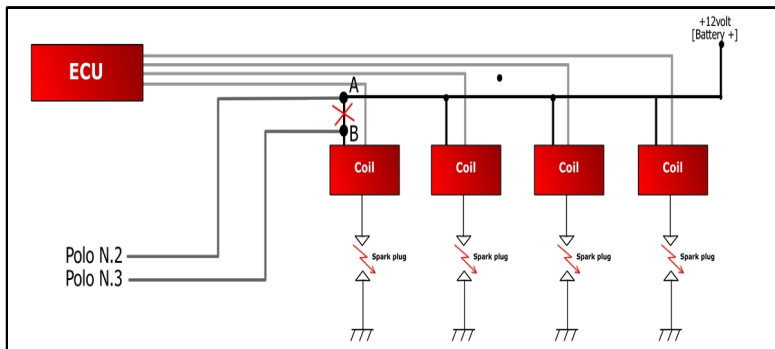 +12volt
[Battery +]
ECU
A
B
Coil
Coil
Coil
Coil
Spark plug
Spark plug
Spark plug
Spark plug
Polo N.2
Polo N.3